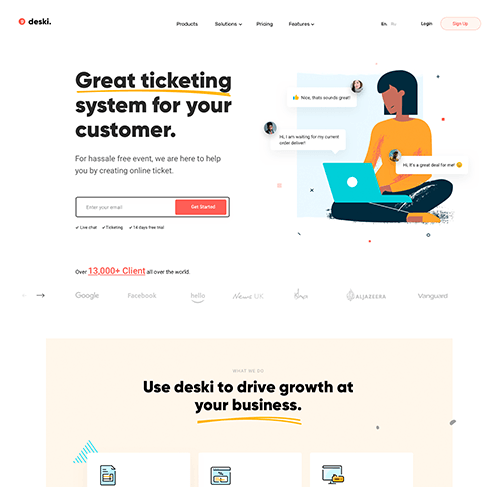 deski.
Products Solutions Pricing Features
En Ru Login Sign Up
Great ticketing
system for your
customer.
For hassale free event, we are here to help
you by creating online ticket.
Enter your email Get Started
Live chat Ticketing 14 days free trial
Nice, thats sounds great!
Hi, I am waiting for my current
order deliver!
Hi, It's a great deal for me!
Over 13,000+ Client all over the world.
Google Facebook hello News UK ALJAZEERA Vanguard
WHAT WE DO
Use deski to drive growth at
your business.